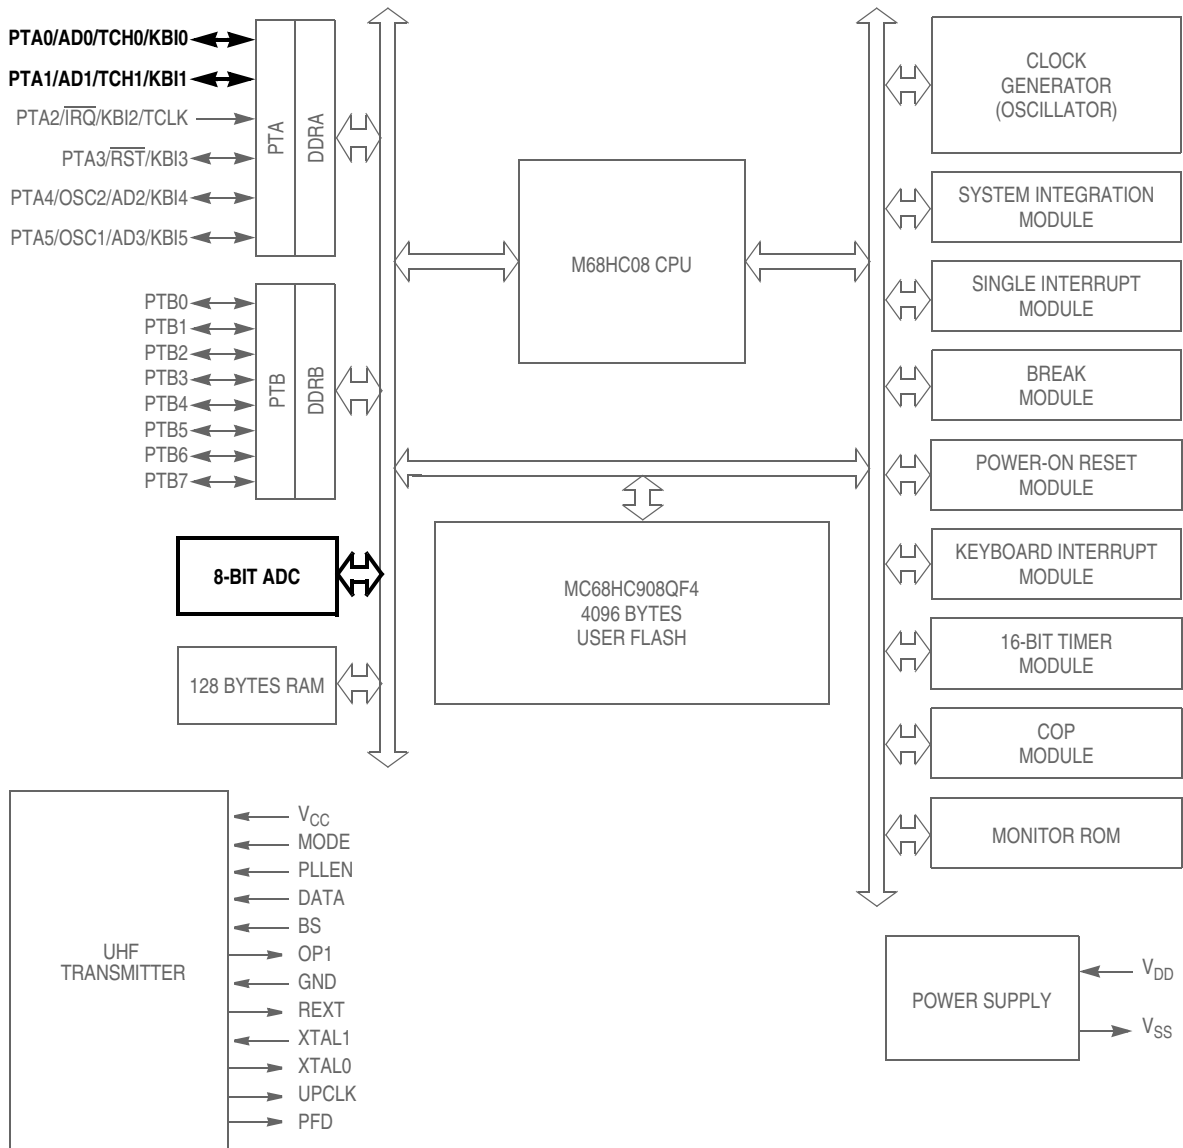 PTA0/AD0/TCH0/KBI0
PTA1/AD1/TCH1/KBI1
PTA2/I̅R̅Q̅/KBI2/TCLK
PTA3/R̅S̅T̅/KBI3
PTA4/OSC2/AD2/KBI4
PTA5/OSC1/AD3/KBI5
PTA
DDRA
PTB0
PTB1
PTB2
PTB3
PTB4
PTB5
PTB6
PTB7
PTB
DDRB
8-BIT ADC
128 BYTES RAM
M68HC08 CPU
MC68HC908QF4
4096 BYTES
USER FLASH
CLOCK
GENERATOR
(OSCILLATOR)
SYSTEM INTEGRATION
MODULE
SINGLE INTERRUPT
MODULE
BREAK
MODULE
POWER-ON RESET
MODULE
KEYBOARD INTERRUPT
MODULE
16-BIT TIMER
MODULE
COP
MODULE
MONITOR ROM
UHF
TRANSMITTER
VCC
MODE
PLLEN
DATA
BS
OP1
GND
REXT
XTAL1
XTAL0
UPCLK
PFD
POWER SUPPLY
VDD
VSS